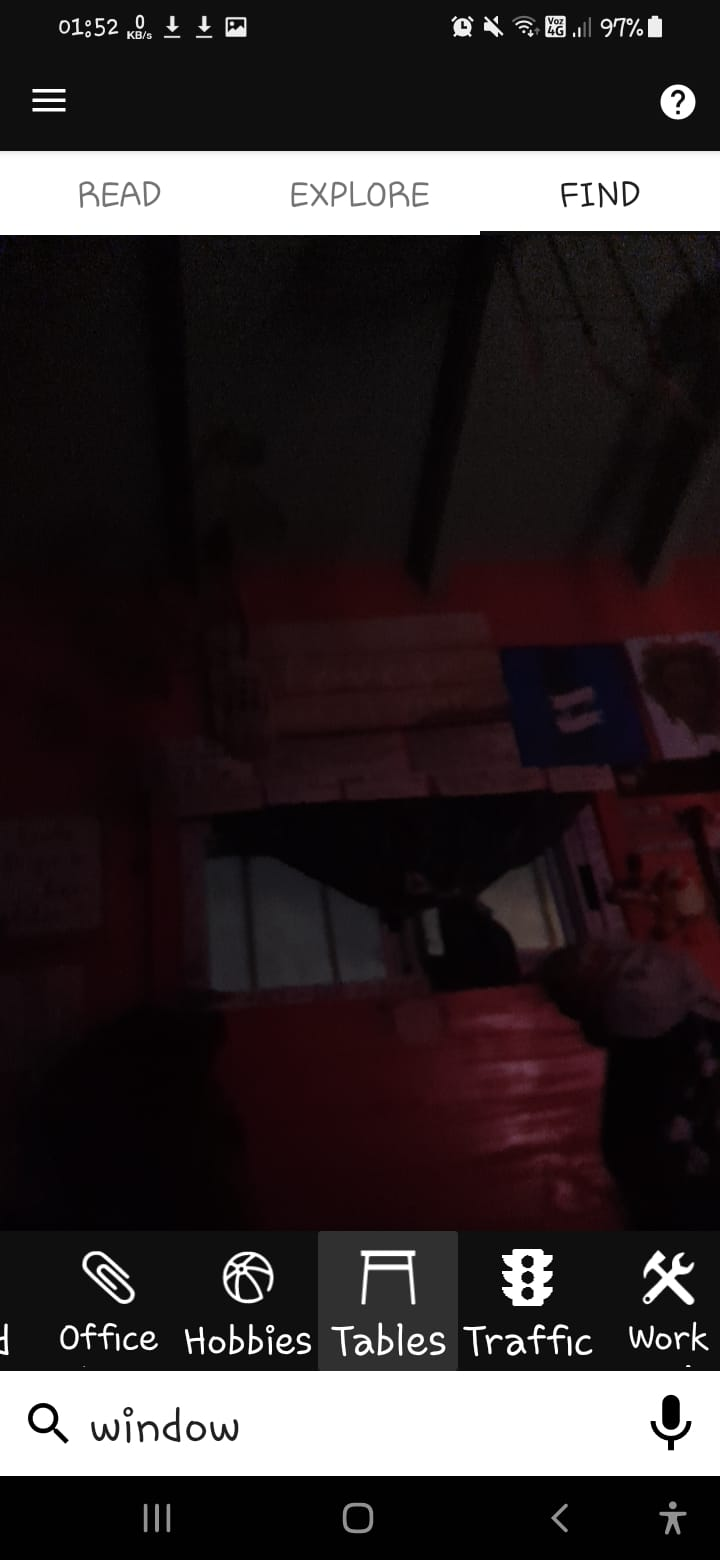 01:52 0 KB/s Voz 4G 97%
READ EXPLORE FIND
d Office Hobbies Tables Traffic Work
window